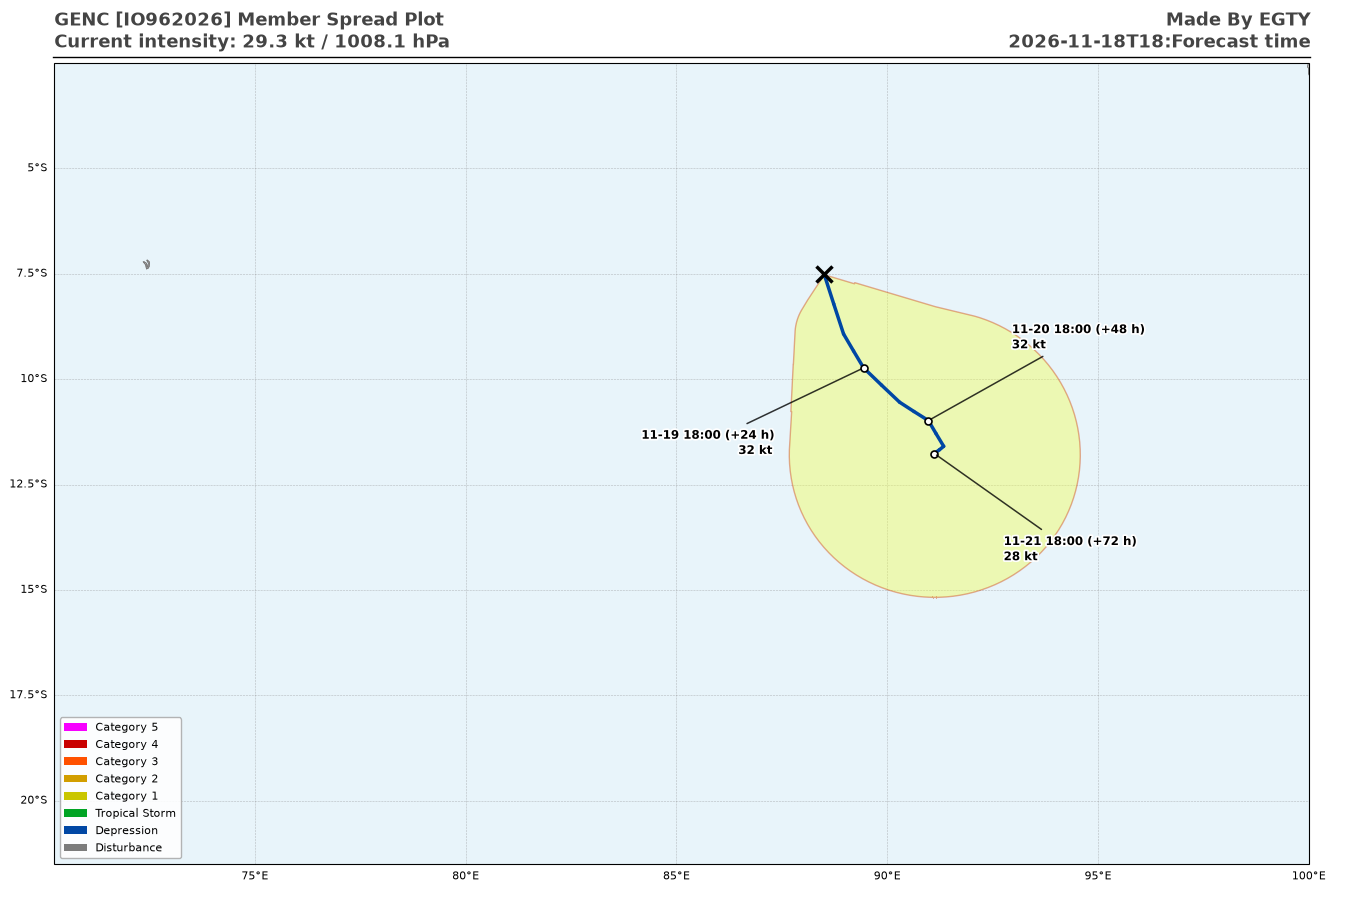 GENC [IO962026] Member Spread Plot
Current intensity: 29.3 kt / 1008.1 hPa
Made By EGTY
2026-11-18T18:Forecast time
5°S
7.5°S
10°S
12.5°S
15°S
17.5°S
20°S
11-20 18:00 (+48 h)
32 kt
11-19 18:00 (+24 h)
32 kt
11-21 18:00 (+72 h)
28 kt
Category 5
Category 4
Category 3
Category 2
Category 1
Tropical Storm
Depression
Disturbance
75°E
80°E
85°E
90°E
95°E
100°E